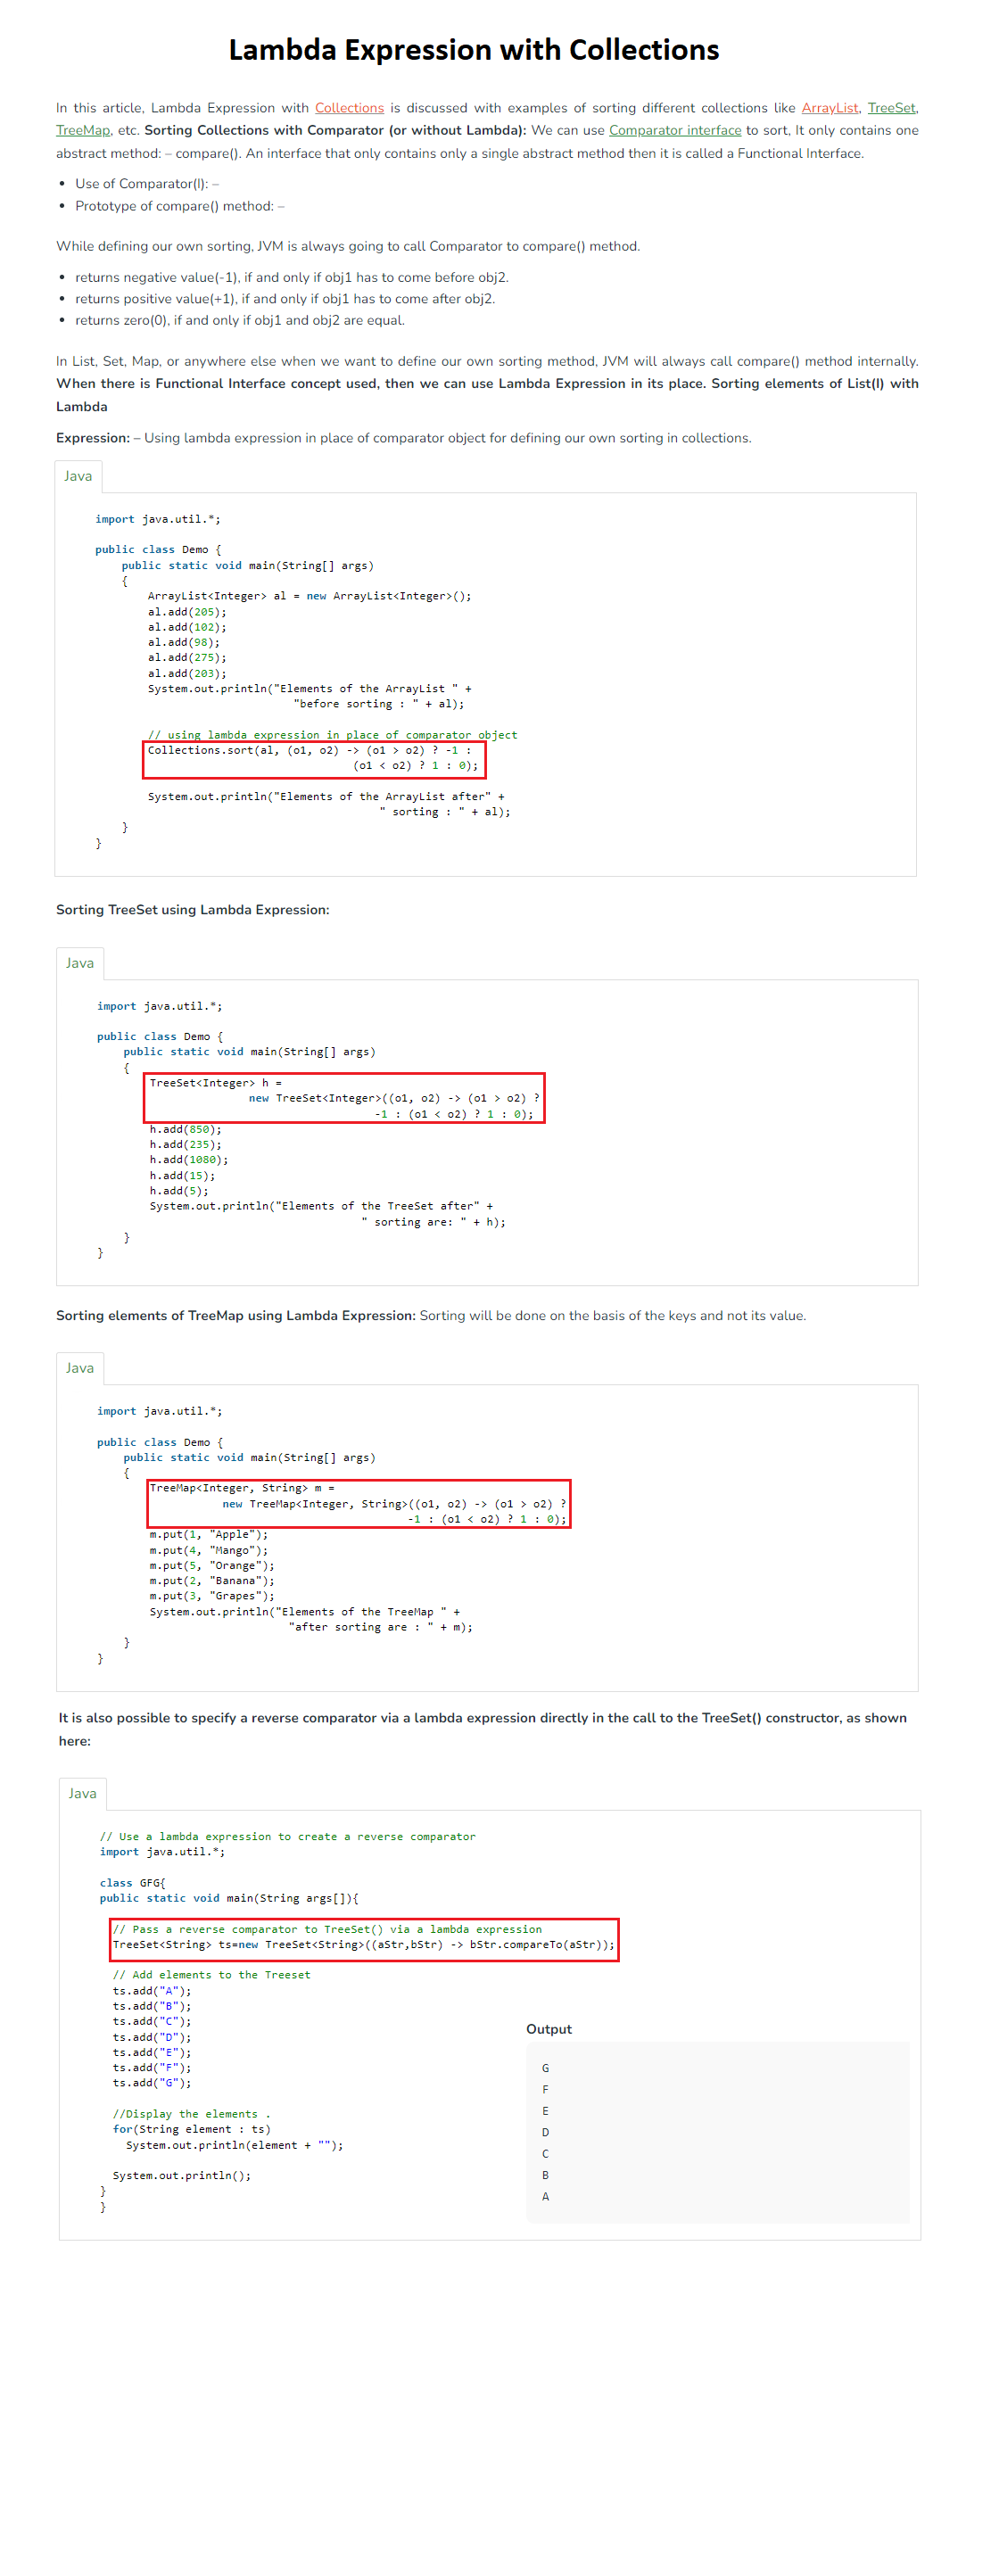 Lambda Expression with Collections
In this article, Lambda Expression with Collections is discussed with examples of sorting different collections like ArrayList, TreeSet,
TreeMap, etc. Sorting Collections with Comparator (or without Lambda): We can use Comparator interface to sort, It only contains one
abstract method: – compare(). An interface that only contains only a single abstract method then it is called a Functional Interface.
• Use of Comparator(I): –
• Prototype of compare() method: –
While defining our own sorting, JVM is always going to call Comparator to compare() method.
• returns negative value(-1), if and only if obj1 has to come before obj2.
• returns positive value(+1), if and only if obj1 has to come after obj2.
• returns zero(0), if and only if obj1 and obj2 are equal.
In List, Set, Map, or anywhere else when we want to define our own sorting method, JVM will always call compare() method internally.
When there is Functional Interface concept used, then we can use Lambda Expression in its place. Sorting elements of List(I) with
Lambda
Expression: – Using lambda expression in place of comparator object for defining our own sorting in collections.
Java
import java.util.*;
public class Demo {
public static void main(String[] args)
{
ArrayList<Integer> al = new ArrayList<Integer>();
al.add(205);
al.add(102);
al.add(98);
al.add(275);
al.add(203);
System.out.println("Elements of the ArrayList " +
"before sorting : " + al);
// using lambda expression in place of comparator object
Collections.sort(al, (o1, o2) -> (o1 > o2) ? -1 :
(o1 < o2) ? 1 : 0);
System.out.println("Elements of the ArrayList after" +
" sorting : " + al);
}
}
Sorting TreeSet using Lambda Expression:
Java
import java.util.*;
public class Demo {
public static void main(String[] args)
{
TreeSet<Integer> h =
new TreeSet<Integer>((o1, o2) -> (o1 > o2) ?
-1 : (o1 < o2) ? 1 : 0);
h.add(850);
h.add(235);
h.add(1080);
h.add(15);
h.add(5);
System.out.println("Elements of the TreeSet after" +
" sorting are: " + h);
}
}
Sorting elements of TreeMap using Lambda Expression: Sorting will be done on the basis of the keys and not its value.
Java
import java.util.*;
public class Demo {
public static void main(String[] args)
{
TreeMap<Integer, String> m =
new TreeMap<Integer, String>((o1, o2) -> (o1 > o2) ?
-1 : (o1 < o2) ? 1 : 0);
m.put(1, "Apple");
m.put(4, "Mango");
m.put(5, "Orange");
m.put(2, "Banana");
m.put(3, "Grapes");
System.out.println("Elements of the TreeMap " +
"after sorting are : " + m);
}
}
It is also possible to specify a reverse comparator via a lambda expression directly in the call to the TreeSet() constructor, as shown
here:
Java
// Use a lambda expression to create a reverse comparator
import java.util.*;
class GFG{
public static void main(String args[]){
// Pass a reverse comparator to TreeSet() via a lambda expression
TreeSet<String> ts=new TreeSet<String>((aStr,bStr) -> bStr.compareTo(aStr));
// Add elements to the Treeset
ts.add("A");
ts.add("B");
ts.add("C");
ts.add("D");
ts.add("E");
ts.add("F");
ts.add("G");
//Display the elements .
for(String element : ts)
System.out.println(element + "");
System.out.println();
}
}
Output
G
F
E
D
C
B
A